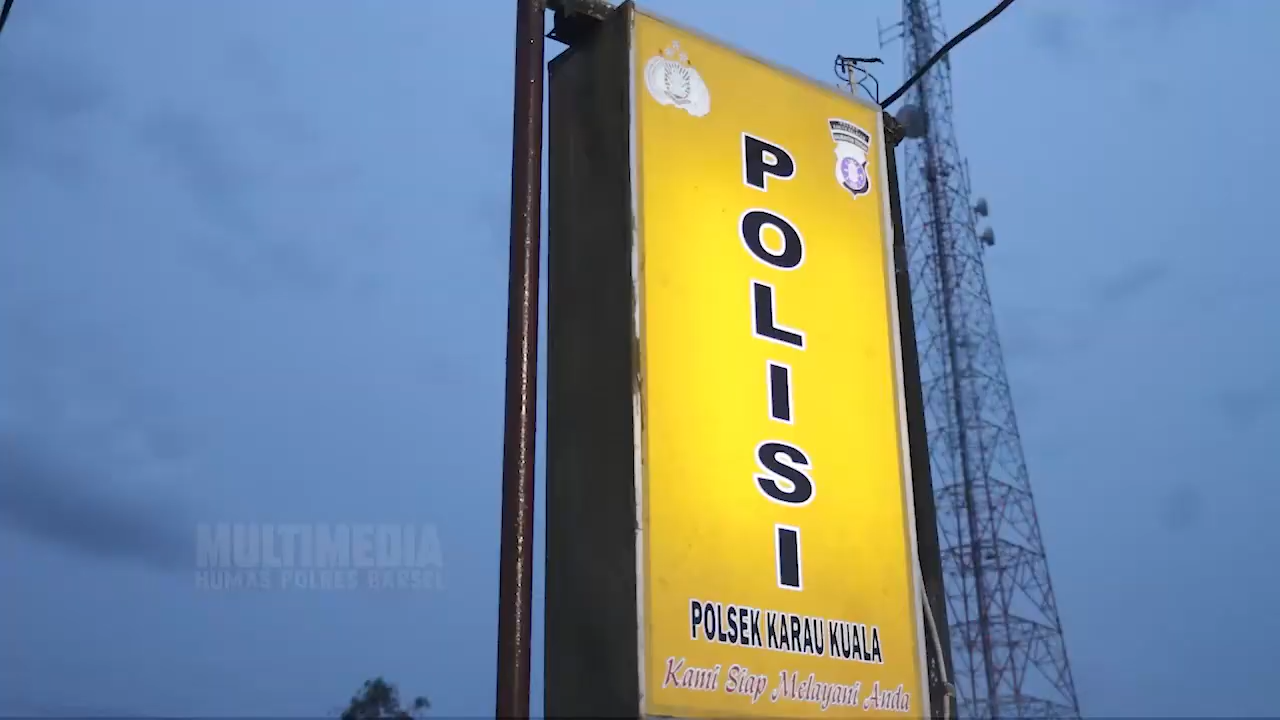 POLISI
POLSEK KARAU KUALA
Kami Siap Melayani Anda
MULTIMEDIA
HUMAS POLRES BARSEL